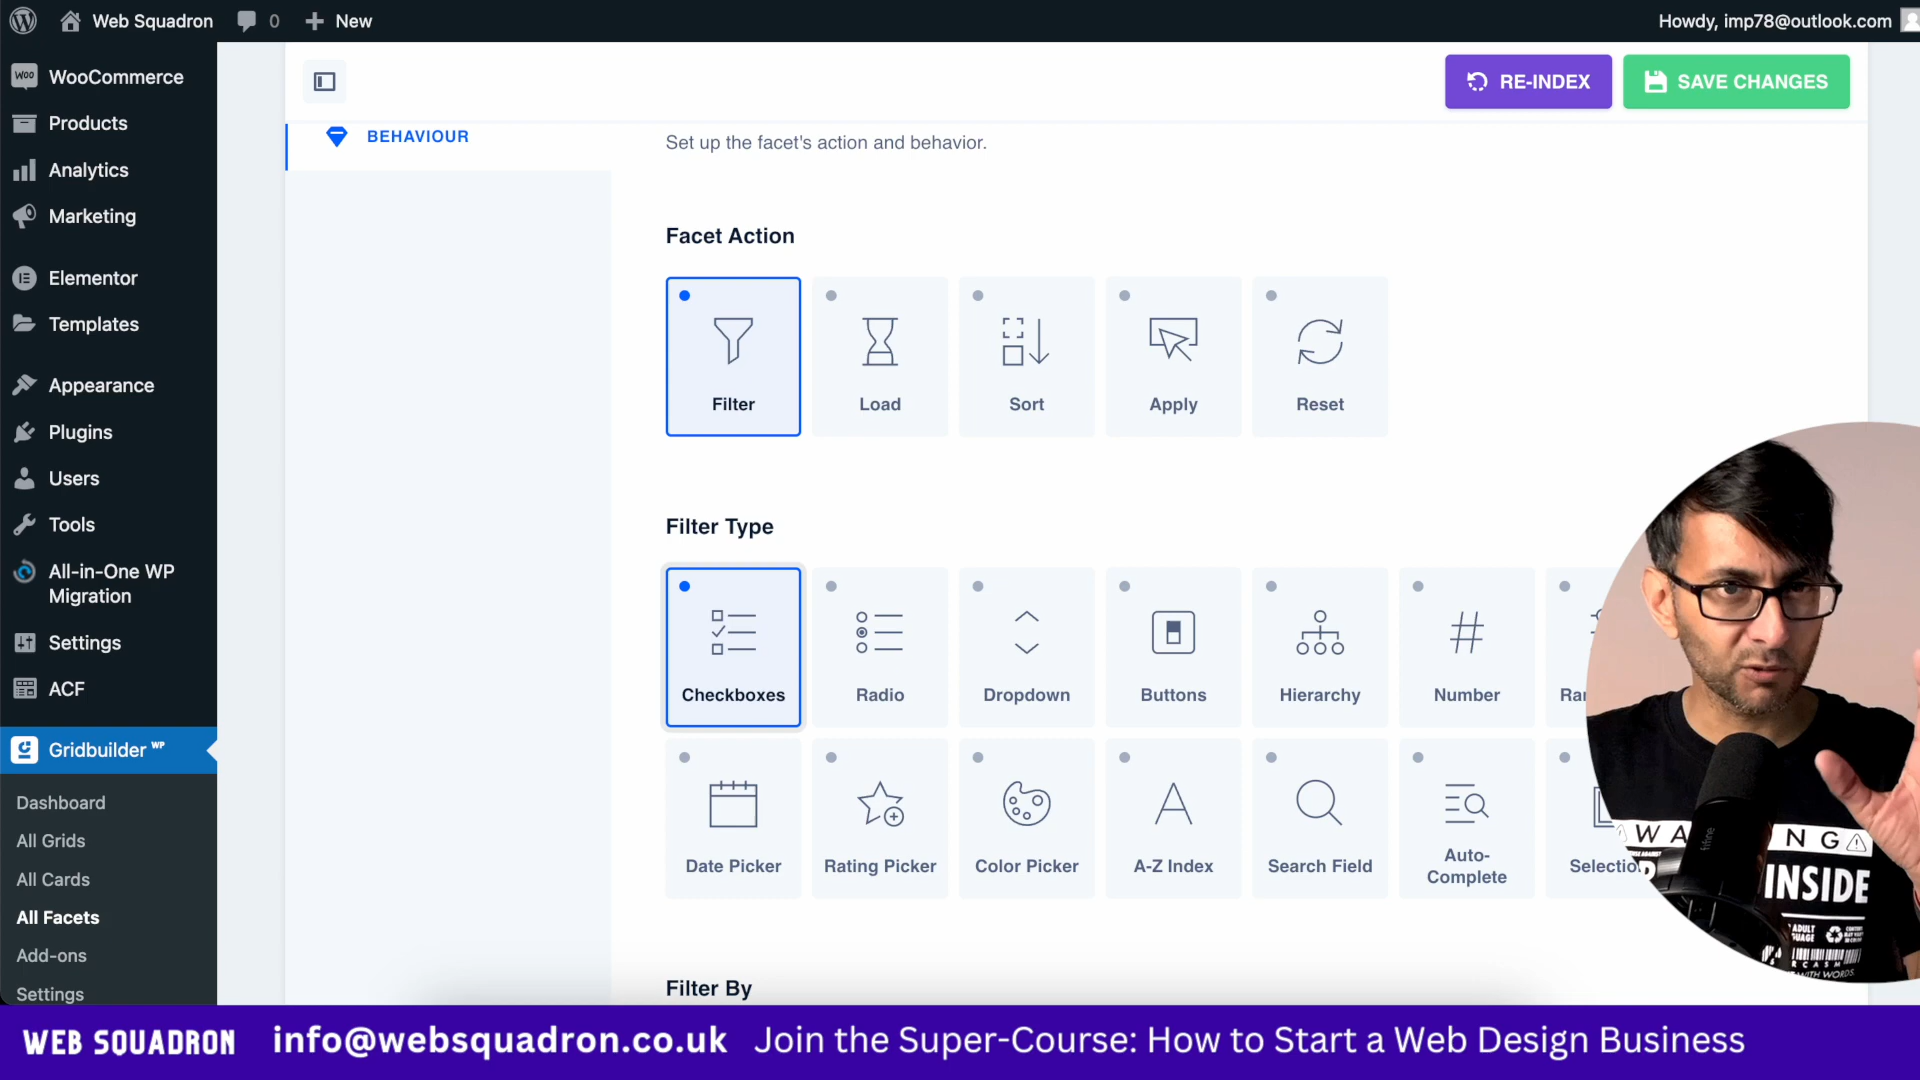 Web Squadron
0
New
Howdy, imp78@outlook.com
WooCommerce
Products
Analytics
Marketing
Elementor
Templates
Appearance
Plugins
Users
Tools
All-in-One WP
Migration
Settings
ACF
Gridbuilder WP
Dashboard
All Grids
All Cards
All Facets
Add-ons
Settings
RE-INDEX
SAVE CHANGES
BEHAVIOUR
Set up the facet's action and behavior.
Facet Action
Filter
Load
Sort
Apply
Reset
Filter Type
Checkboxes
Radio
Dropdown
Buttons
Hierarchy
Number
Date Picker
Rating Picker
Color Picker
A-Z Index
Search Field
Auto-
Complete
Filter By
INSIDE
WEB SQUADRON
info@websquadron.co.uk
Join the Super-Course: How to Start a Web Design Business